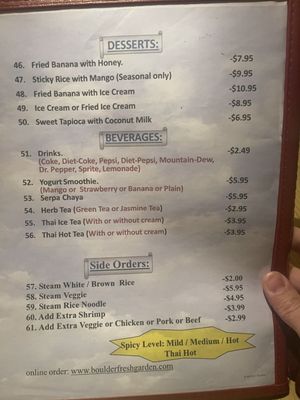 DESSERTS:
46. Fried Banana with Honey. -$7.95
47. Sticky Rice with Mango (Seasonal only) -$9.95
48. Fried Banana with Ice Cream -$10.95
49. Ice Cream or Fried Ice Cream -$8.95
50. Sweet Tapioca with Coconut Milk -$6.95
BEVERAGES:
51. Drinks. -$2.49
(Coke, Diet-Coke, Pepsi, Diet-Pepsi, Mountain-Dew,
Dr. Pepper, Sprite, Lemonade)
52. Yogurt Smoothie. -$5.95
(Mango or Strawberry or Banana or Plain)
53. Serpa Chaya -$5.95
54. Herb Tea (Green Tea or Jasmine Tea) -$2.95
55. Thai Ice Tea (With or without cream) -$3.95
56. Thai Hot Tea (With or without cream) -$3.95
Side Orders:
57. Steam White / Brown Rice -$2.00
58. Steam Veggie -$5.95
59. Steam Rice Noodle -$4.95
60. Add Extra Shrimp -$3.99
61. Add Extra Veggie or Chicken or Pork or Beef -$2.99
Spicy Level: Mild / Medium / Hot
Thai Hot
online order: www.boulderfreshgarden.com